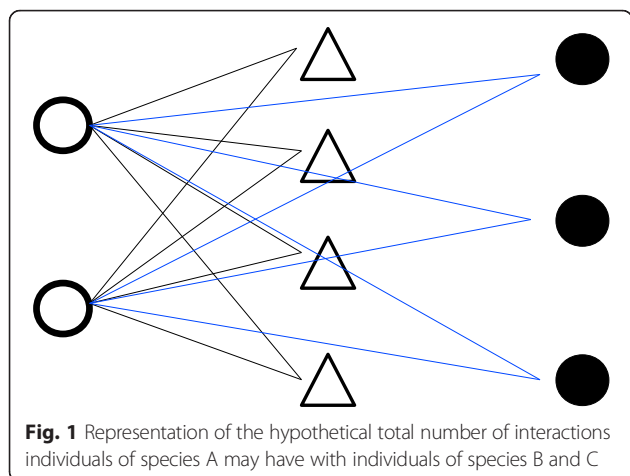 Fig. 1 Representation of the hypothetical total number of interactions
individuals of species A may have with individuals of species B and C